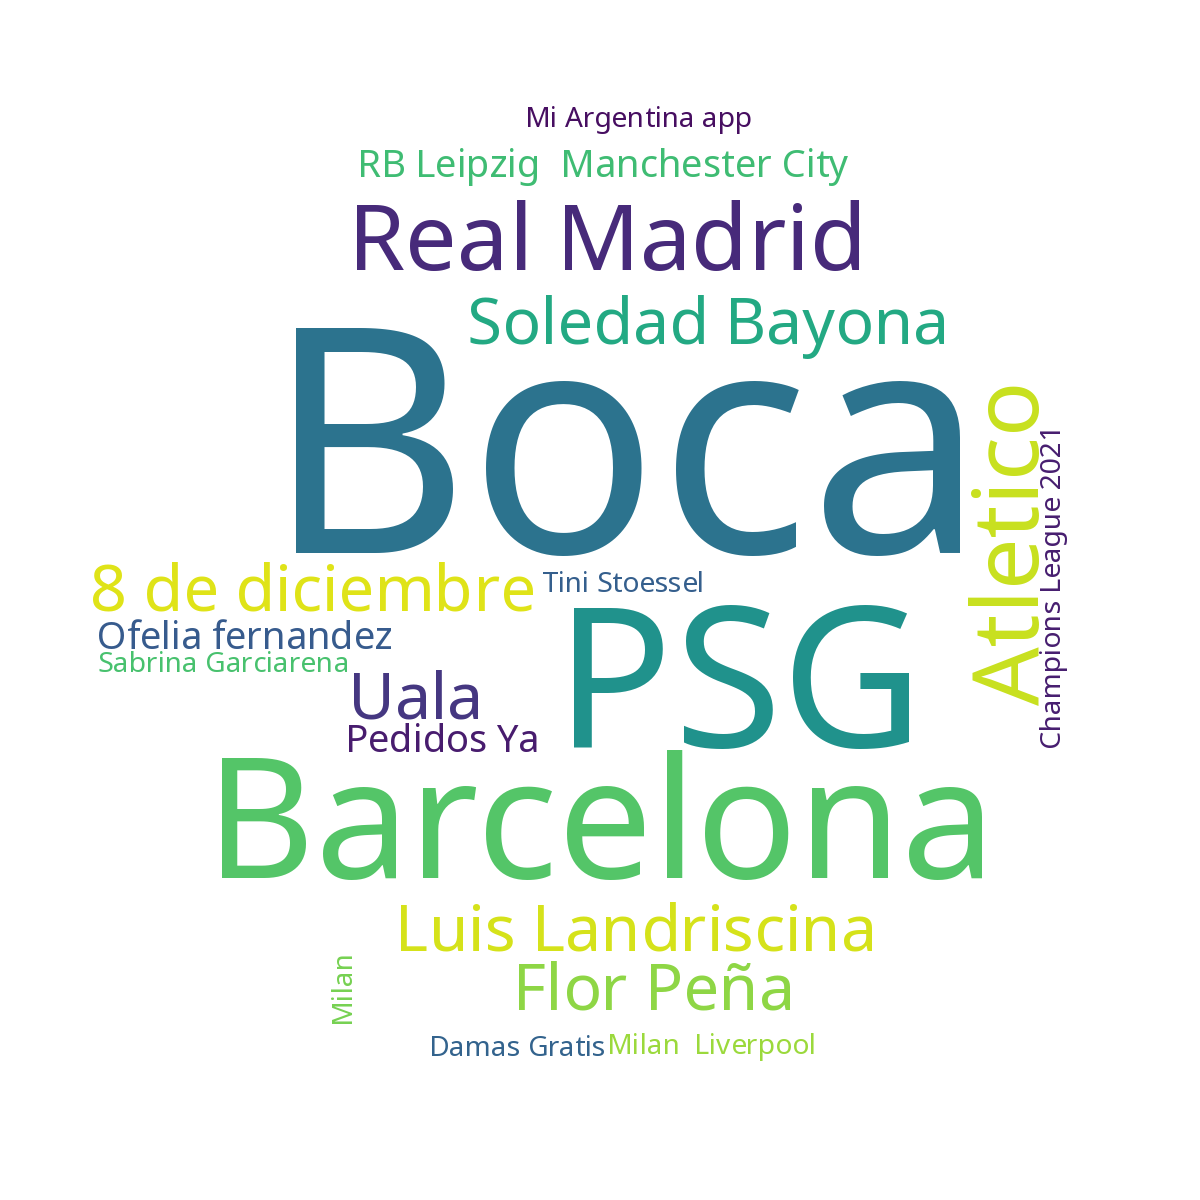 Mi Argentina app
RB Leipzig  Manchester City
Real Madrid
Soledad Bayona
Boca
Atletico
Champions League 2021
8 de diciembre
Tini Stoessel
Ofelia fernandez
Sabrina Garciarena
PSG
Uala
Pedidos Ya
Barcelona
Luis Landriscina
Flor Peña
Milan
Damas Gratis
Milan  Liverpool